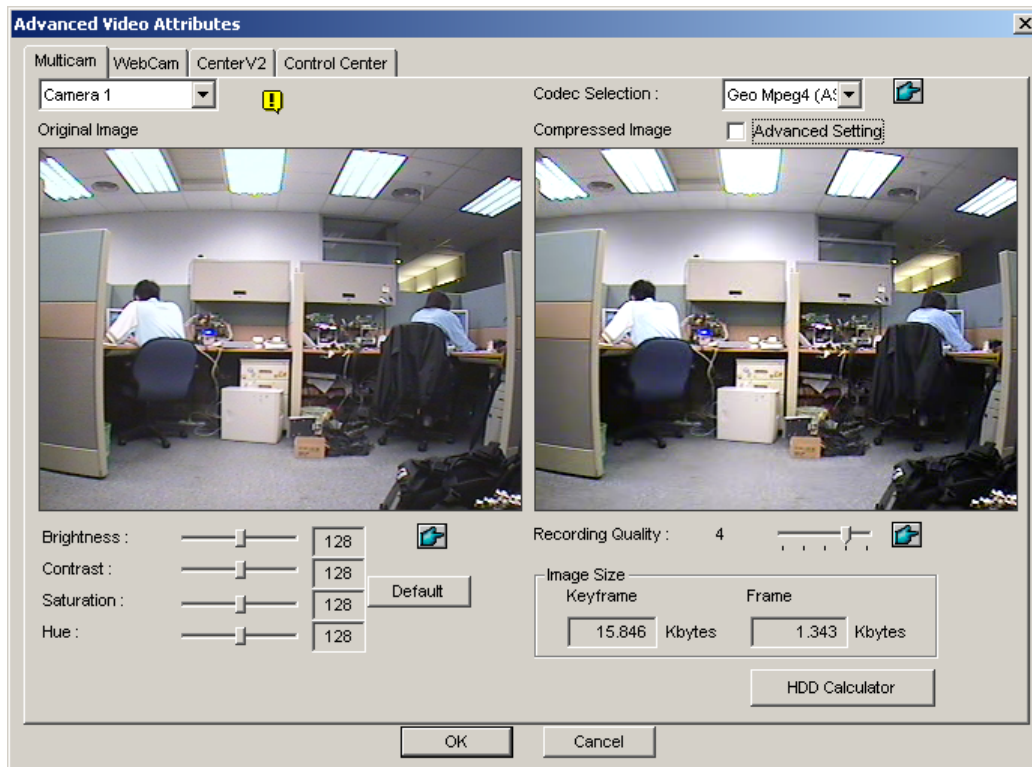 Advanced Video Attributes
Multicam WebCam CenterV2 Control Center
Camera 1
Codec Selection : Geo Mpeg4 (AS
Original Image
Compressed Image Advanced Setting
Brightness : 128
Contrast : 128
Saturation : 128
Hue : 128
Default
Recording Quality : 4
Image Size
Keyframe Frame
15.846 Kbytes 1.343 Kbytes
HDD Calculator
OK Cancel